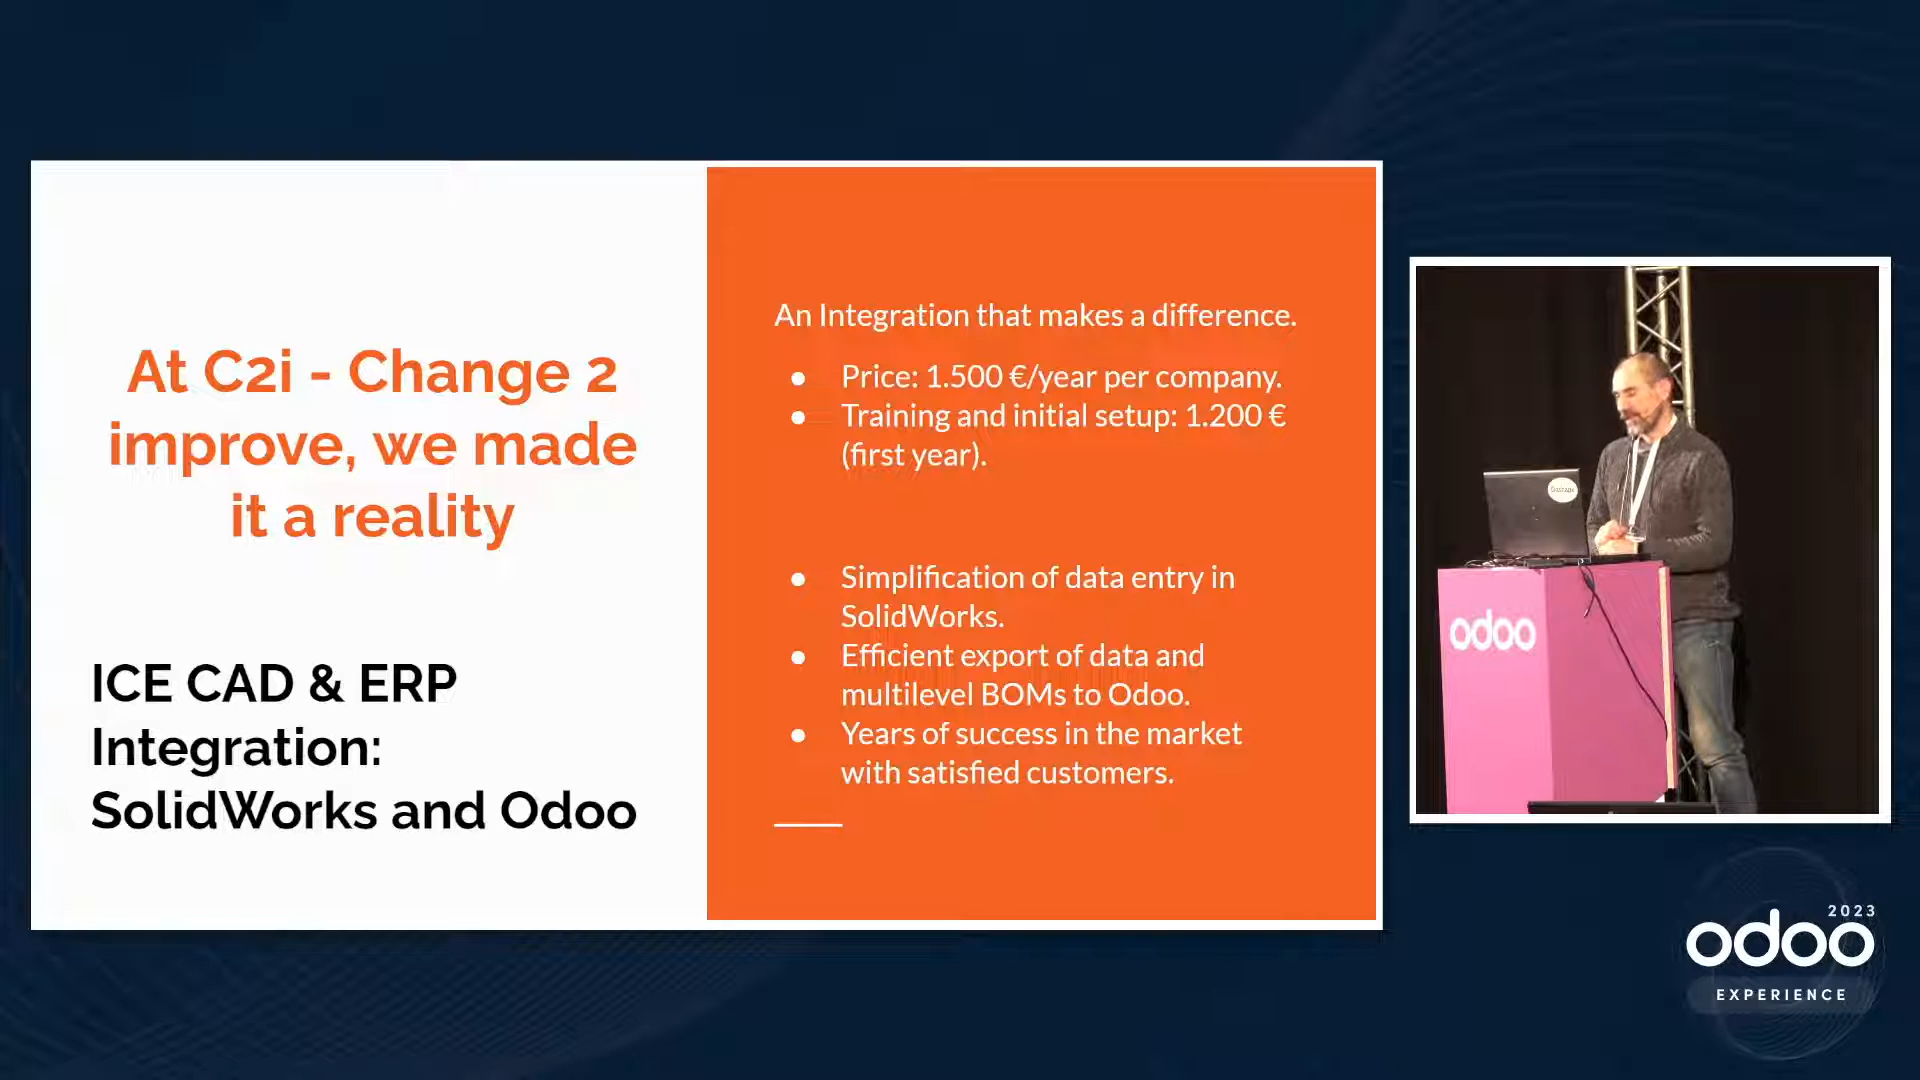 At C2i - Change 2
improve, we made
it a reality
ICE CAD & ERP
Integration:
SolidWorks and Odoo
An Integration that makes a difference.
● Price: 1.500 €/year per company.
● Training and initial setup: 1.200 €
(first year).
● Simplification of data entry in
SolidWorks.
● Efficient export of data and
multilevel BOMs to Odoo.
● Years of success in the market
with satisfied customers.
odoo
2023
odoo
EXPERIENCE